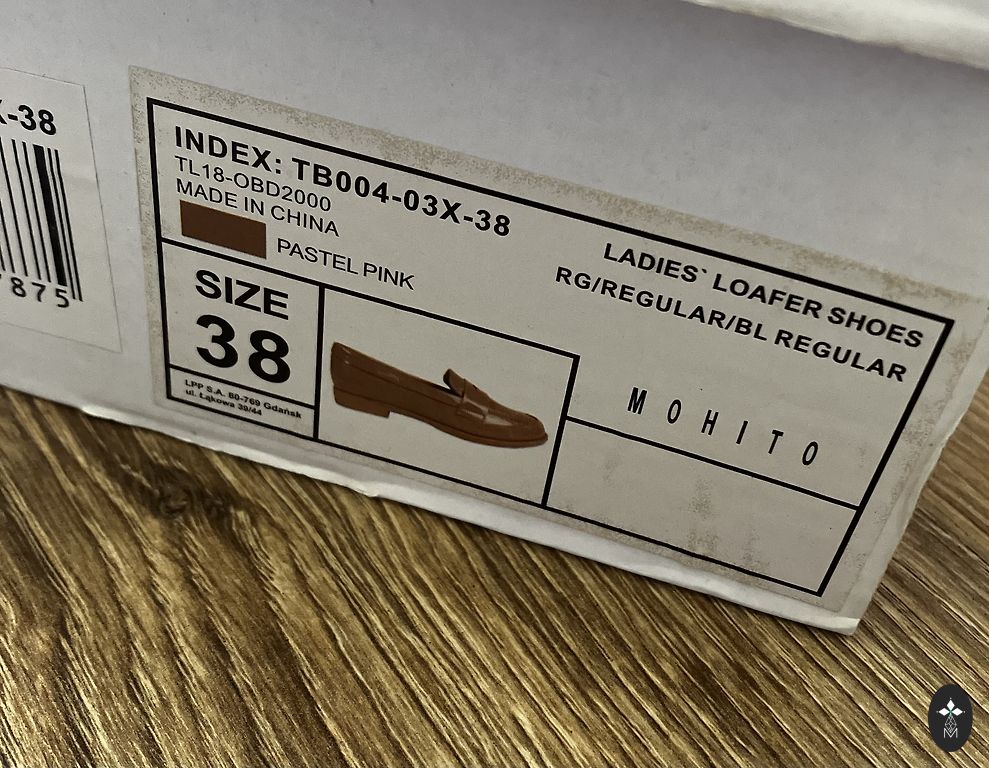 X-38
7875
INDEX: TB004-03X-38
TL18-OBD2000
MADE IN CHINA
PASTEL PINK
LADIES` LOAFER SHOES
RG/REGULAR/BL REGULAR
SIZE
38
LPP S.A. 80-769 Gdańsk
ul. Łąkowa 39/44
MOHITO
M